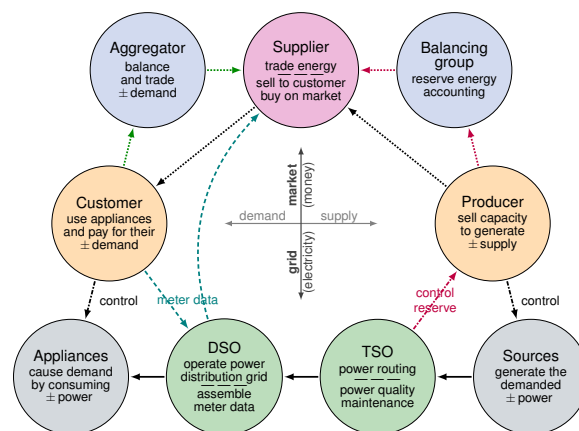 Aggregator
balance
and trade
± demand
Supplier
trade energy
sell to customer
buy on market
Balancing
group
reserve energy
accounting
market
(money)
demand
supply
grid
(electricity)
Customer
use appliances
and pay for their
± demand
Producer
sell capacity
to generate
± supply
control
meter data
control
reserve
control
Appliances
cause demand
by consuming
± power
DSO
operate power
distribution grid
assemble
meter data
TSO
power routing
power quality
maintenance
Sources
generate the
demanded
± power